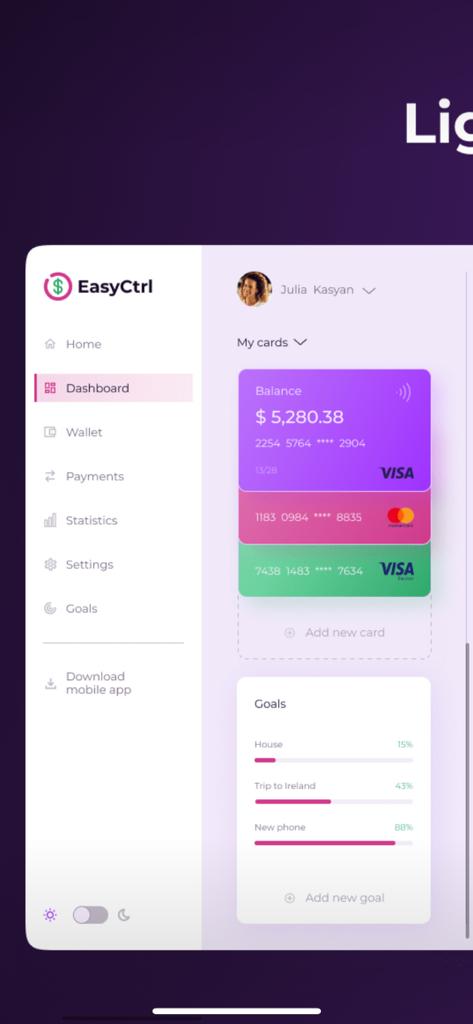 Lig
EasyCtrl
Home
Dashboard
Wallet
Payments
Statistics
Settings
Goals
Download
mobile app
Julia Kasyan
My cards
Balance
$ 5,280.38
2254 5764 **** 2904
13/28
VISA
1183 0984 **** 8835
7438 1483 **** 7634
VISA
Add new card
Goals
House 15%
Trip to Ireland 43%
New phone 88%
Add new goal